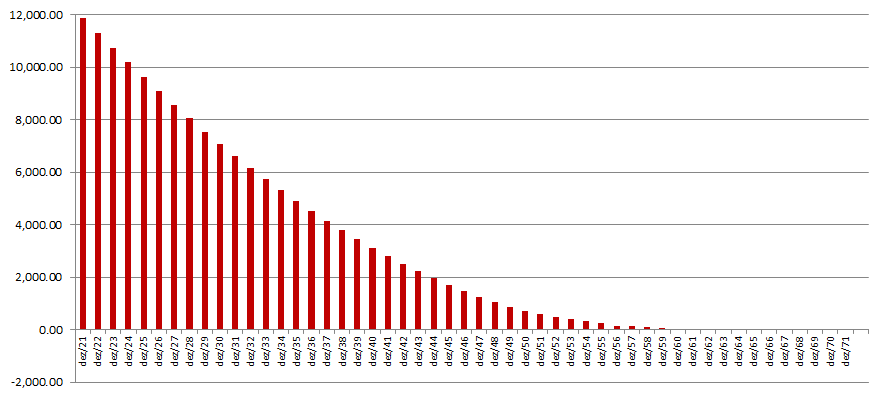 12,000.00
10,000.00
8,000.00
6,000.00
4,000.00
2,000.00
0.00
-2,000.00
dez/21
dez/22
dez/23
dez/24
dez/25
dez/26
dez/27
dez/28
dez/29
dez/30
dez/31
dez/32
dez/33
dez/34
dez/35
dez/36
dez/37
dez/38
dez/39
dez/40
dez/41
dez/42
dez/43
dez/44
dez/45
dez/46
dez/47
dez/48
dez/49
dez/50
dez/51
dez/52
dez/53
dez/54
dez/55
dez/56
dez/57
dez/58
dez/59
dez/60
dez/61
dez/62
dez/63
dez/64
dez/65
dez/66
dez/67
dez/68
dez/69
dez/70
dez/71